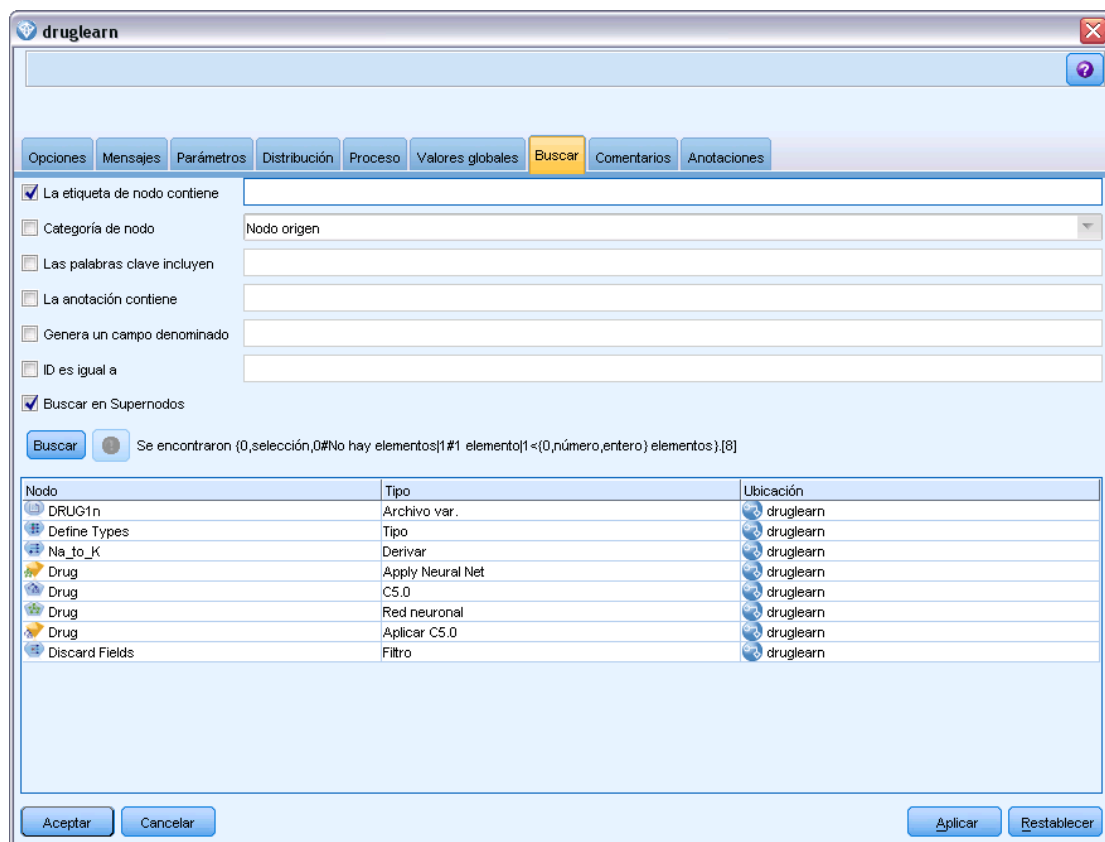 druglearn
Opciones Mensajes Parámetros Distribución Proceso Valores globales Buscar Comentarios Anotaciones
La etiqueta de nodo contiene
Categoría de nodo Nodo origen
Las palabras clave incluyen
La anotación contiene
Genera un campo denominado
ID es igual a
Buscar en Supernodos
Buscar Se encontraron {0,selección,0#No hay elementos|1#1 elemento|1<{0,número,entero} elementos}.[8]
Nodo Tipo Ubicación
DRUG1n Archivo var. druglearn
Define Types Tipo druglearn
Na_to_K Derivar druglearn
Drug Apply Neural Net druglearn
Drug C5.0 druglearn
Drug Red neuronal druglearn
Drug Aplicar C5.0 druglearn
Discard Fields Filtro druglearn
Aceptar Cancelar Aplicar Restablecer